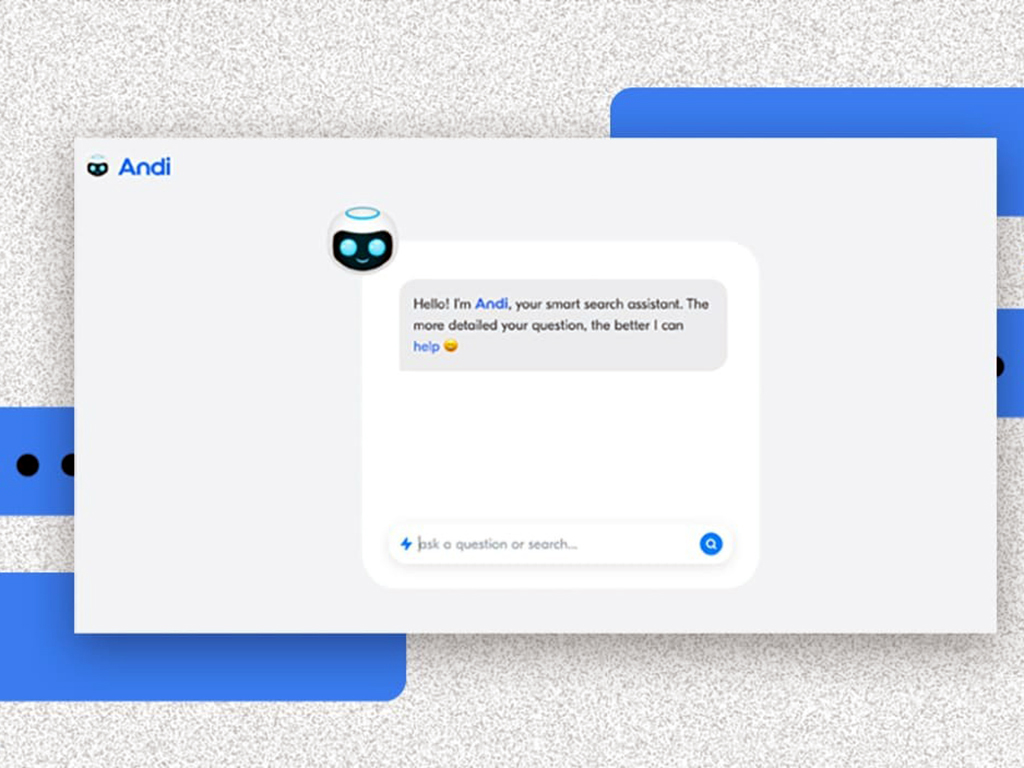 Andi
Hello! I'm Andi, your smart search assistant. The
more detailed your question, the better I can
help 😊
ask a question or search...